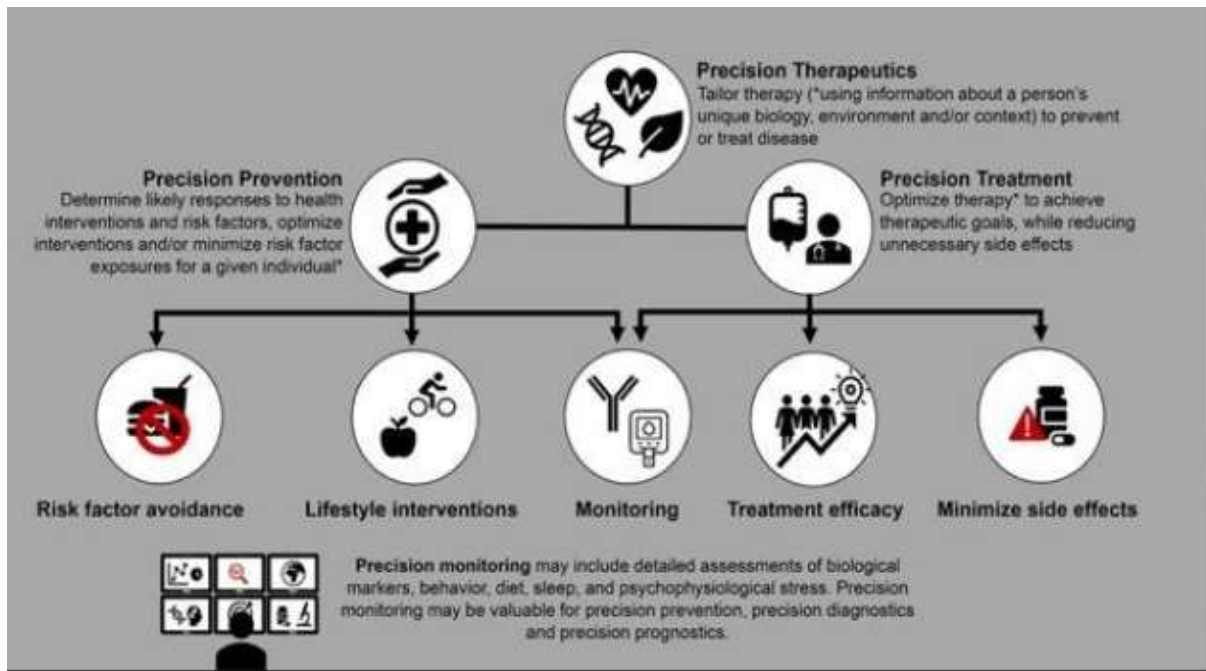 Precision Therapeutics
Tailor therapy (*using information about a person's
unique biology, environment and/or context) to prevent
or treat disease
Precision Prevention
Determine likely responses to health
interventions and risk factors, optimize
interventions and/or minimize risk factor
exposures for a given individual*
Precision Treatment
Optimize therapy* to achieve
therapeutic goals, while reducing
unnecessary side effects
Risk factor avoidance
Lifestyle interventions
Monitoring
Treatment efficacy
Minimize side effects
Precision monitoring may include detailed assessments of biological
markers, behavior, diet, sleep, and psychophysiological stress. Precision
monitoring may be valuable for precision prevention, precision diagnostics
and precision prognostics.